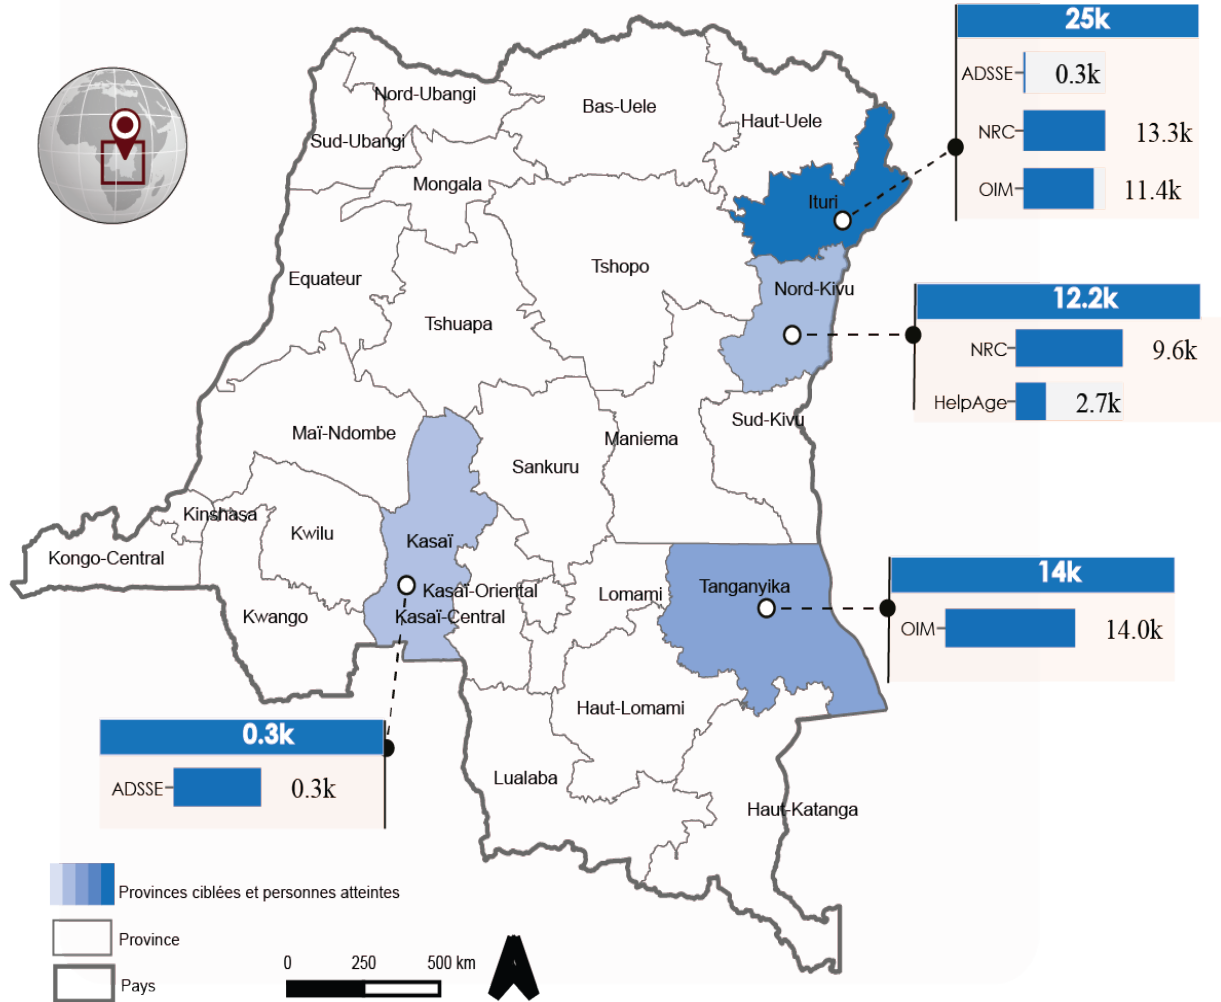 25k
ADSSE 0.3k
NRC 13.3k
OIM 11.4k
Nord-Ubangi
Bas-Uele
Haut-Uele
Sud-Ubangi
Mongala
Ituri
Equateur
Tshopo
Nord-Kivu
Tshuapa
12.2k
NRC 9.6k
HelpAge 2.7k
Maï-Ndombe
Sud-Kivu
Maniema
Sankuru
Kinshasa
Kwilu
Kasaï
Kongo-Central
Kasaï-Oriental
Lomami
Tanganyika
Kwango
Kasaï-Central
14k
OIM 14.0k
Haut-Lomami
0.3k
ADSSE 0.3k
Lualaba
Haut-Katanga
Provinces ciblées et personnes atteintes
Province
Pays
0 250 500 km